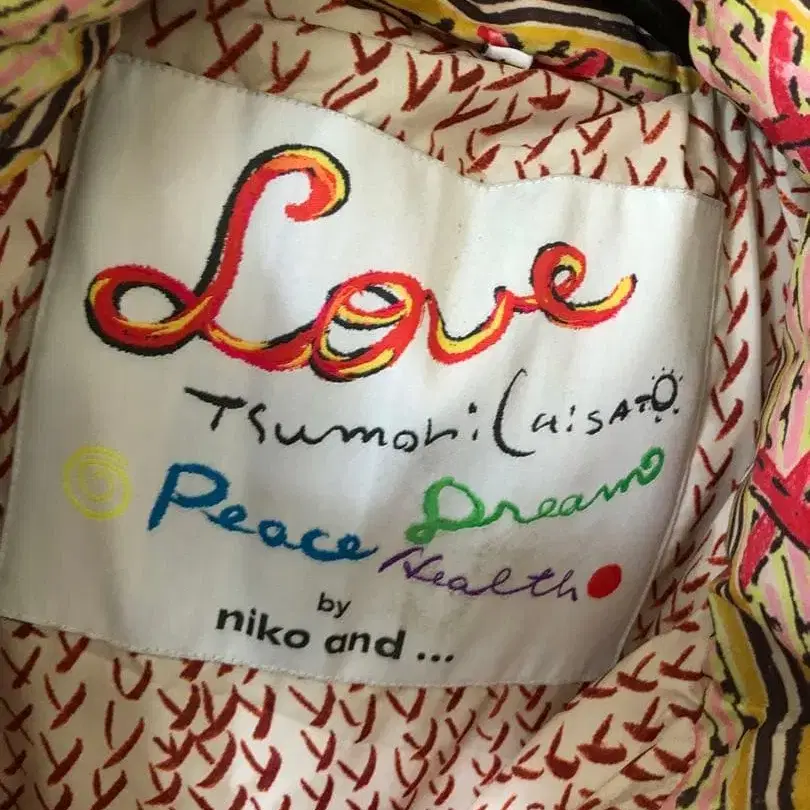 Love
Tsumori Chisato
Peace Dream
Health
by
niko and ...